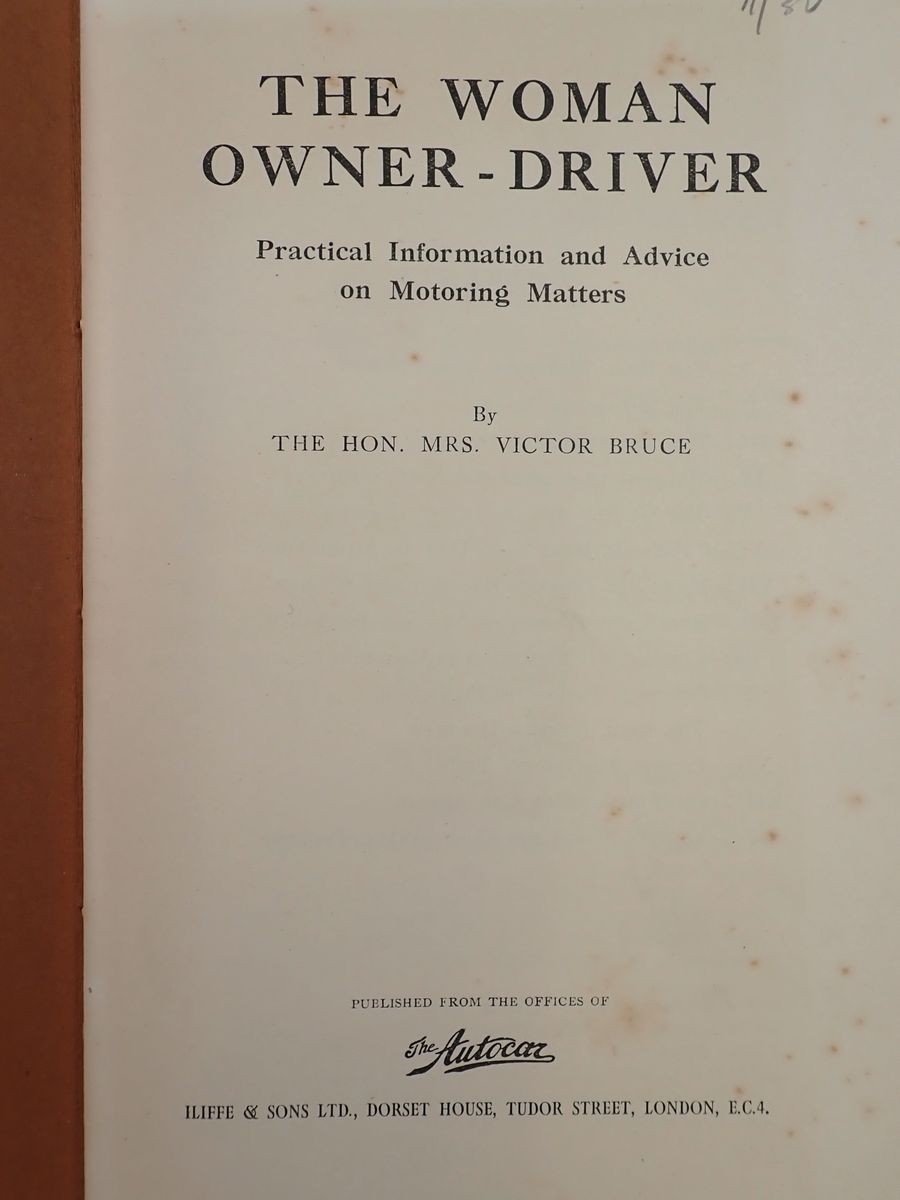 THE WOMAN
OWNER-DRIVER
Practical Information and Advice
on Motoring Matters
By
THE HON. MRS. VICTOR BRUCE
PUBLISHED FROM THE OFFICES OF
The Autocar
ILIFFE & SONS LTD., DORSET HOUSE, TUDOR STREET, LONDON, E.C.4.